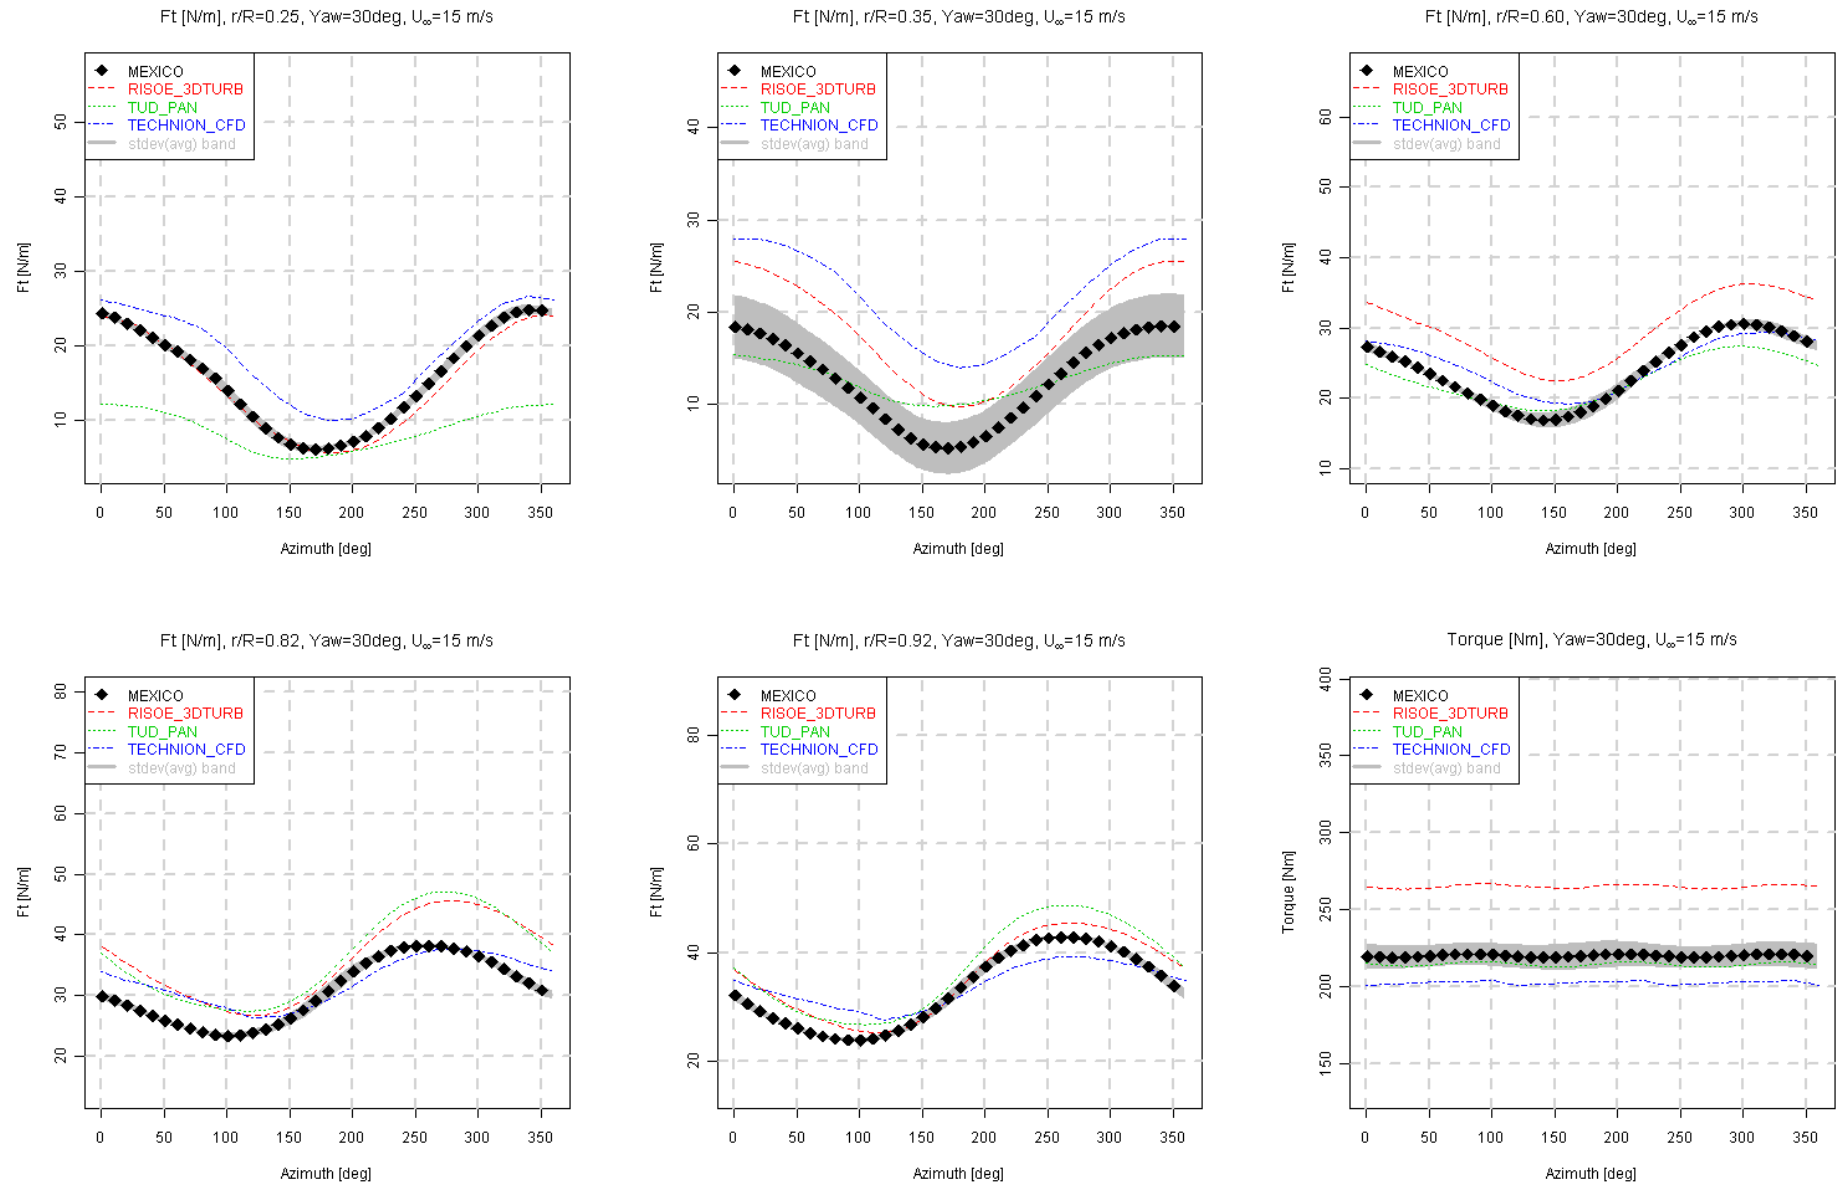 Ft [N/m], r/R=0.25, Yaw=30deg, U∞=15 m/s
MEXICO
RISOE_3DTURB
TUD_PAN
TECHNION_CFD
stdev(avg) band
Ft [N/m]
10 20 30 40 50
0 50 100 150 200 250 300 350
Azimuth [deg]
Ft [N/m], r/R=0.35, Yaw=30deg, U∞=15 m/s
MEXICO
RISOE_3DTURB
TUD_PAN
TECHNION_CFD
stdev(avg) band
Ft [N/m]
10 20 30 40
0 50 100 150 200 250 300 350
Azimuth [deg]
Ft [N/m], r/R=0.60, Yaw=30deg, U∞=15 m/s
MEXICO
RISOE_3DTURB
TUD_PAN
TECHNION_CFD
stdev(avg) band
Ft [N/m]
10 20 30 40 50 60
0 50 100 150 200 250 300 350
Azimuth [deg]
Ft [N/m], r/R=0.82, Yaw=30deg, U∞=15 m/s
MEXICO
RISOE_3DTURB
TUD_PAN
TECHNION_CFD
stdev(avg) band
Ft [N/m]
20 30 40 50 60 70 80
0 50 100 150 200 250 300 350
Azimuth [deg]
Ft [N/m], r/R=0.92, Yaw=30deg, U∞=15 m/s
MEXICO
RISOE_3DTURB
TUD_PAN
TECHNION_CFD
stdev(avg) band
Ft [N/m]
20 40 60 80
0 50 100 150 200 250 300 350
Azimuth [deg]
Torque [Nm], Yaw=30deg, U∞=15 m/s
MEXICO
RISOE_3DTURB
TUD_PAN
TECHNION_CFD
stdev(avg) band
Torque [Nm]
150 200 250 300 350 400
0 50 100 150 200 250 300 350
Azimuth [deg]